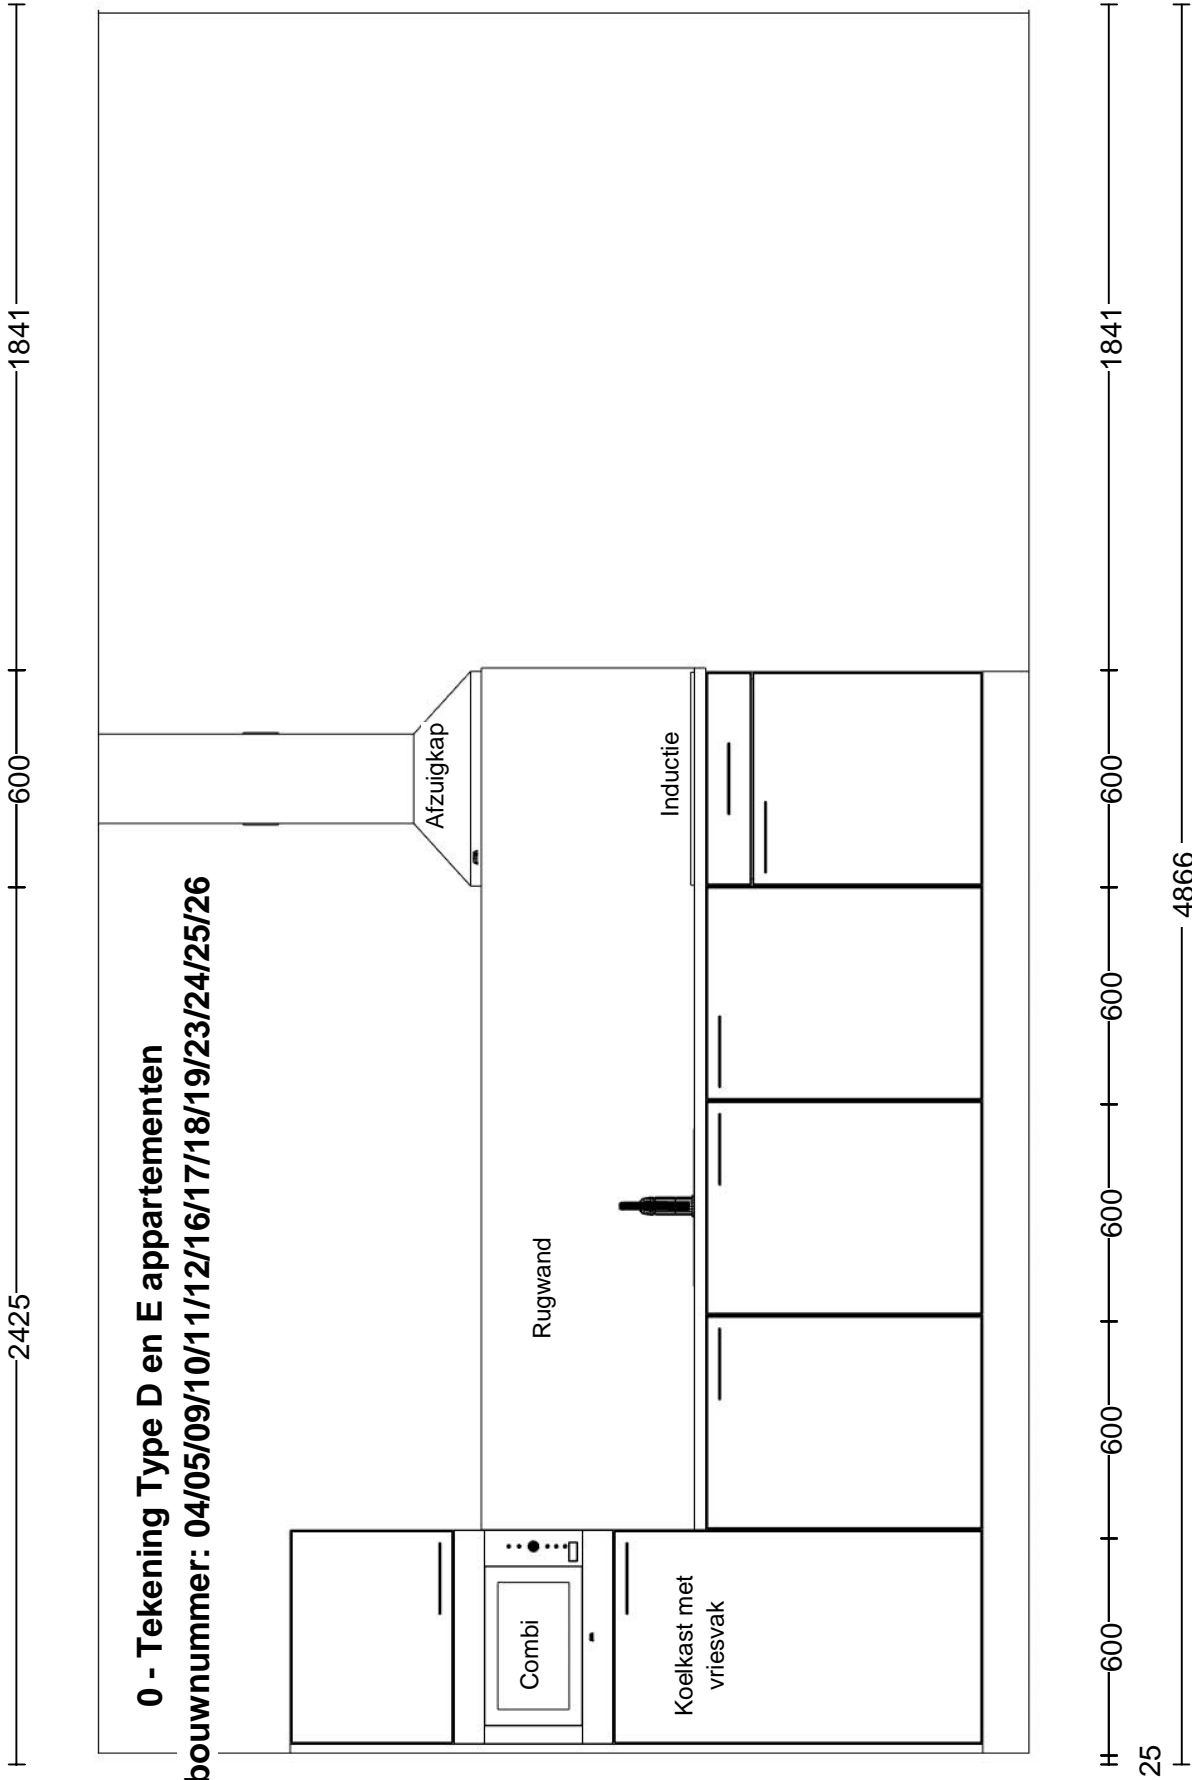 0 - Tekening Type D en E appartementen
bouwnummer: 04/05/09/10/11/12/16/17/18/19/23/24/25/26
2425
600
1841
Afzuigkap
Combi
Rugwand
Inductie
Koelkast met
vriesvak
25
600
600
600
600
600
1841
4866